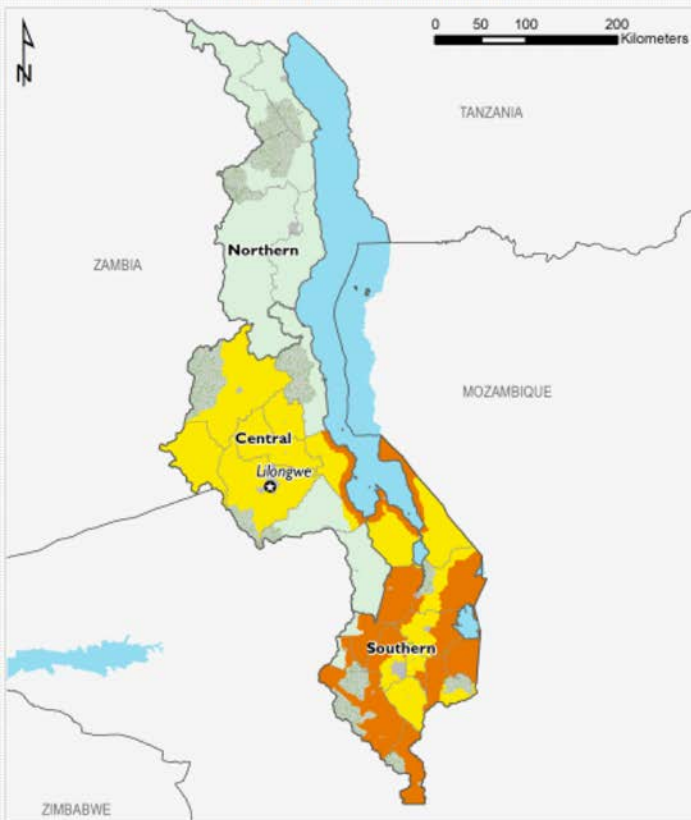 0 50 100 200
Kilometers
N
TANZANIA
ZAMBIA
Northern
MOZAMBIQUE
Central
Lilongwe
Southern
ZIMBABWE